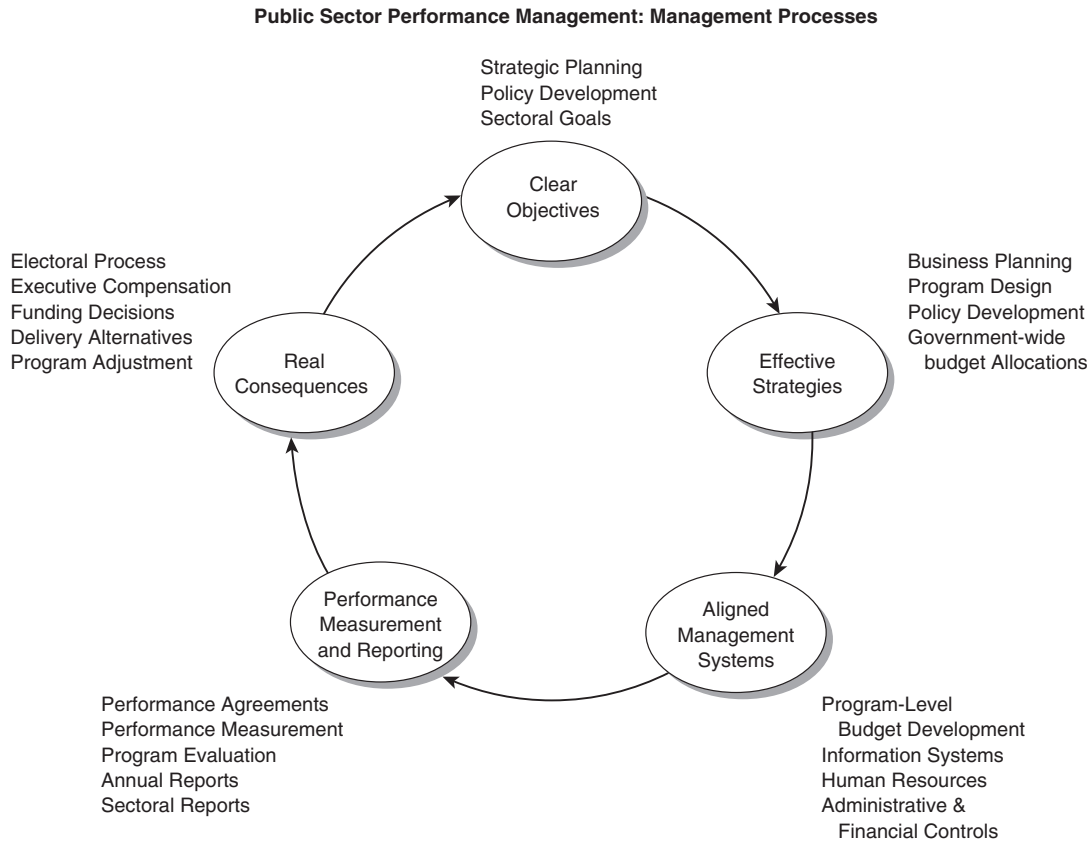 Public Sector Performance Management: Management Processes
Strategic Planning
Policy Development
Sectoral Goals
Clear
Objectives
Business Planning
Program Design
Policy Development
Government-wide
budget Allocations
Effective
Strategies
Aligned
Management
Systems
Program-Level
Budget Development
Information Systems
Human Resources
Administrative &
Financial Controls
Performance
Measurement
and Reporting
Performance Agreements
Performance Measurement
Program Evaluation
Annual Reports
Sectoral Reports
Real
Consequences
Electoral Process
Executive Compensation
Funding Decisions
Delivery Alternatives
Program Adjustment